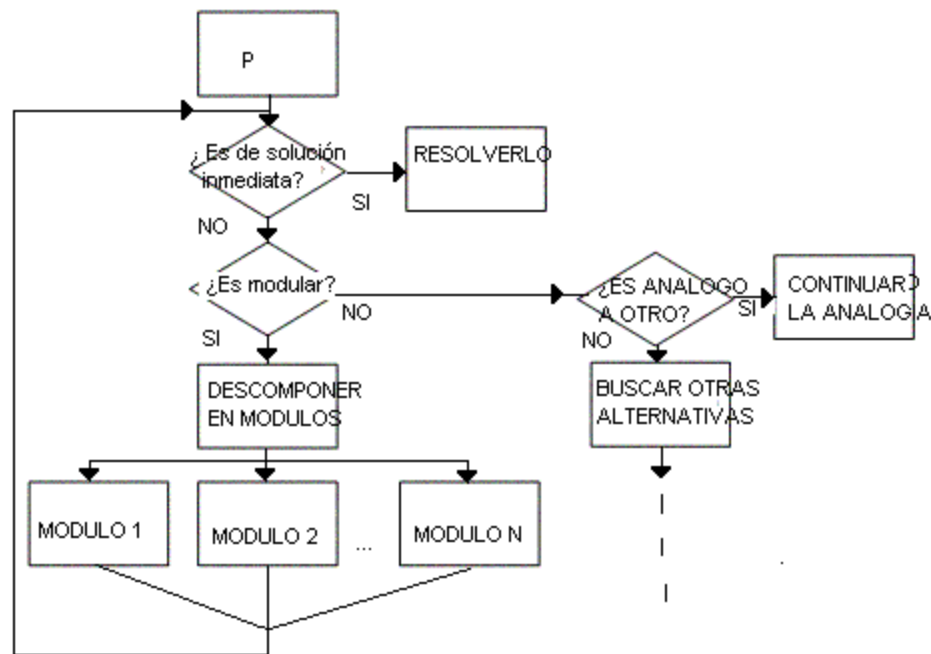 P
¿ Es de solución
inmediata?
RESOLVERLO
SI
NO
¿Es modular?
NO
¿ES ANALOGO
A OTRO?
SI
CONTINUARD
LA ANALOGIA
SI
NO
DESCOMPONER
EN MODULOS
BUSCAR OTRAS
ALTERNATIVAS
MODULO 1
MODULO 2
...
MODULO N